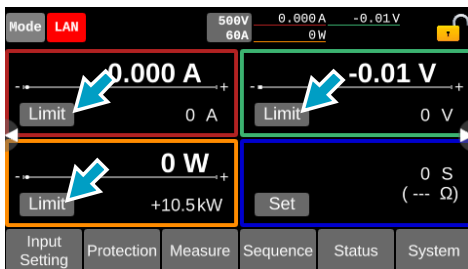 Mode LAN 500V 0.000A -0.01V
60A 0W
0.000 A
- +
Limit 0 A
-0.01 V
- +
Limit 0 V
0 W
- +
Limit +10.5kW
0 S
( --- Ω)
Set
Input Setting Protection Measure Sequence Status System